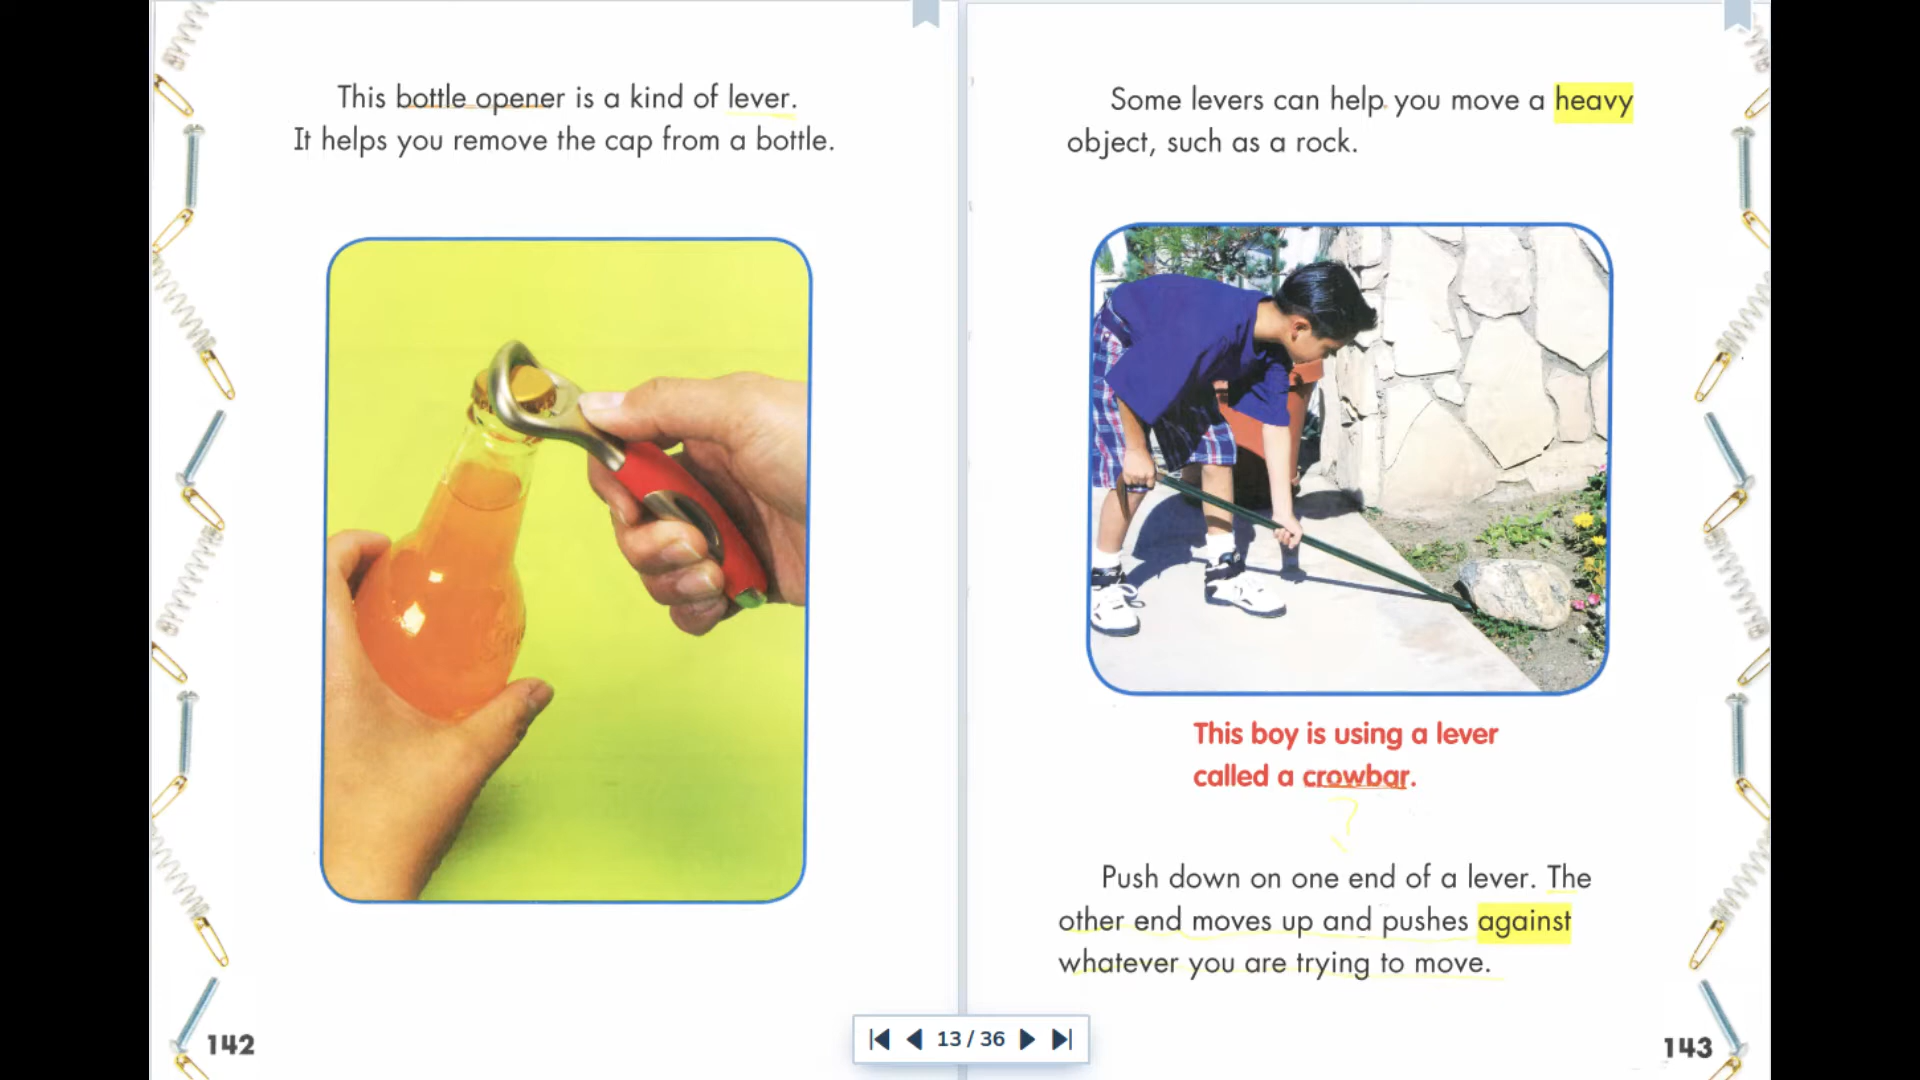 This bottle opener is a kind of lever.
It helps you remove the cap from a bottle.
142
Some levers can help you move a heavy
object, such as a rock.
This boy is using a lever
called a crowbar.
?
Push down on one end of a lever. The
other end moves up and pushes against
whatever you are trying to move.
143
13 / 36